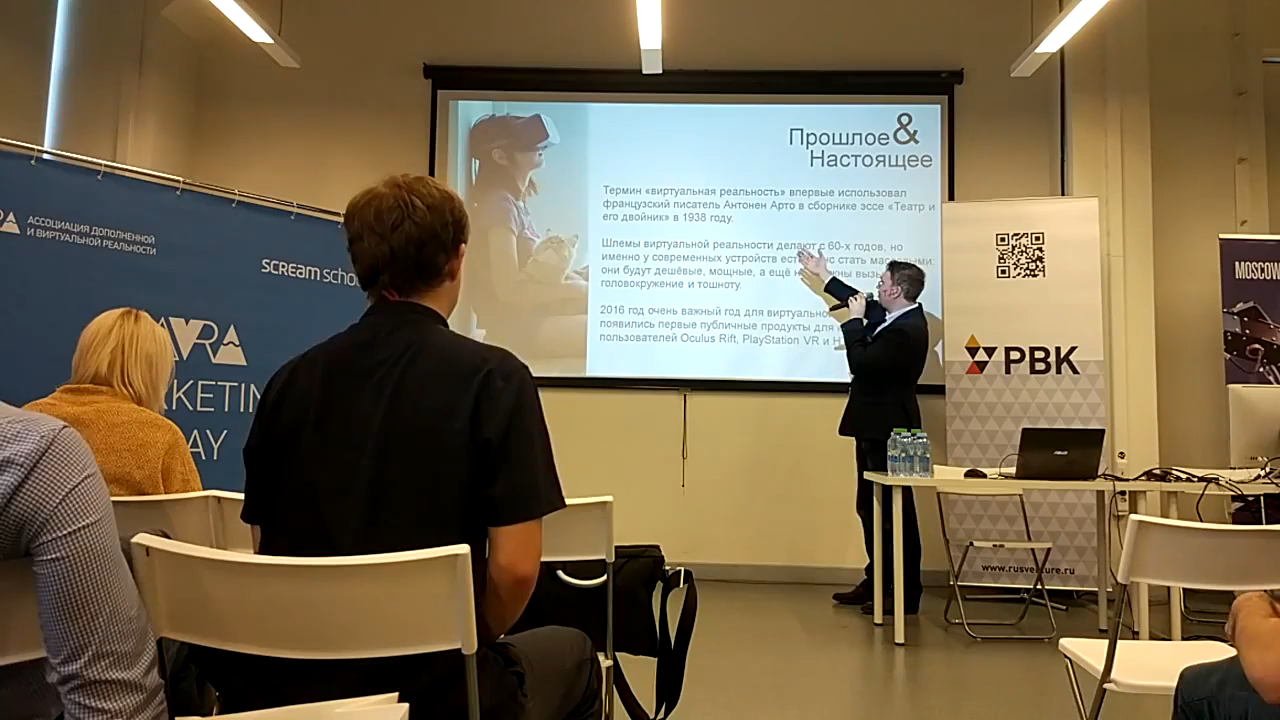 Прошлое &
Настоящее
Термин «виртуальная реальность» впервые использовал
французский писатель Антонен Арто в сборнике эссе «Театр и
его двойник» в 1938 году.
Шлемы виртуальной реальности делают с 60-х годов, но
именно у современных устройств стать
они будут дешёвые, мощные, а ещё
головокружение и тошноту.
2016 год очень важный год для
появились первые публичные продукты для
пользователей Oculus Rift, PlayStation VR и
АССОЦИАЦИЯ ДОПОЛНЕННОЙ
И ВИРТУАЛЬНОЙ РЕАЛЬНОСТИ
SCREAM
AVRA
РВК
www.rusventure.ru
MOSCOW
ASUS